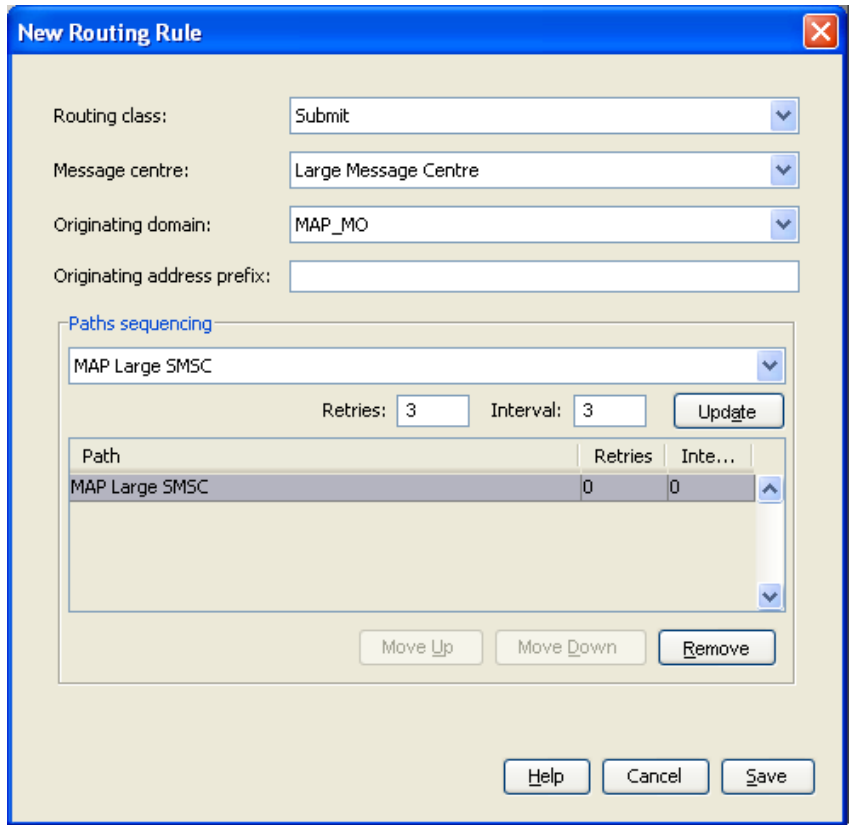 New Routing Rule
Routing class: Submit
Message centre: Large Message Centre
Originating domain: MAP_MO
Originating address prefix:
Paths sequencing
MAP Large SMSC
Retries: 3 Interval: 3 Update
Path Retries Inte...
MAP Large SMSC 0 0
Move Up Move Down Remove
Help Cancel Save